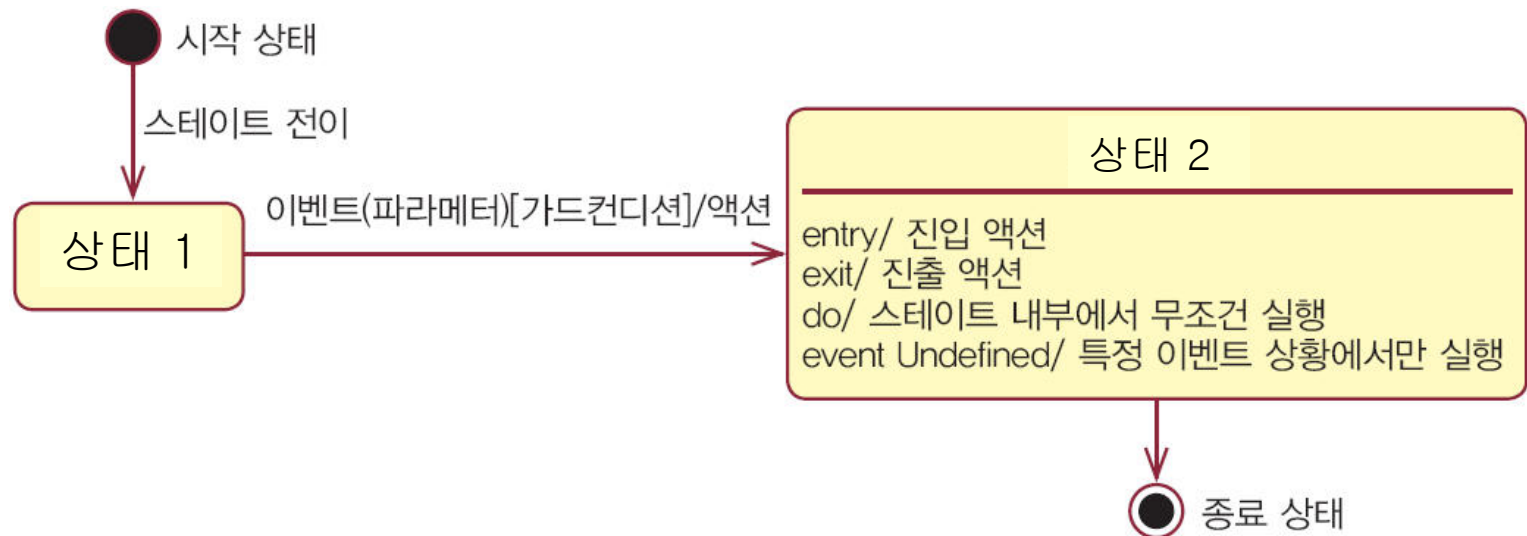 시작 상태
스테이트 전이
상태 1
이벤트(파라메터)[가드컨디션]/액션
상태 2
entry/ 진입 액션
exit/ 진출 액션
do/ 스테이트 내부에서 무조건 실행
event Undefined/ 특정 이벤트 상황에서만 실행
종료 상태